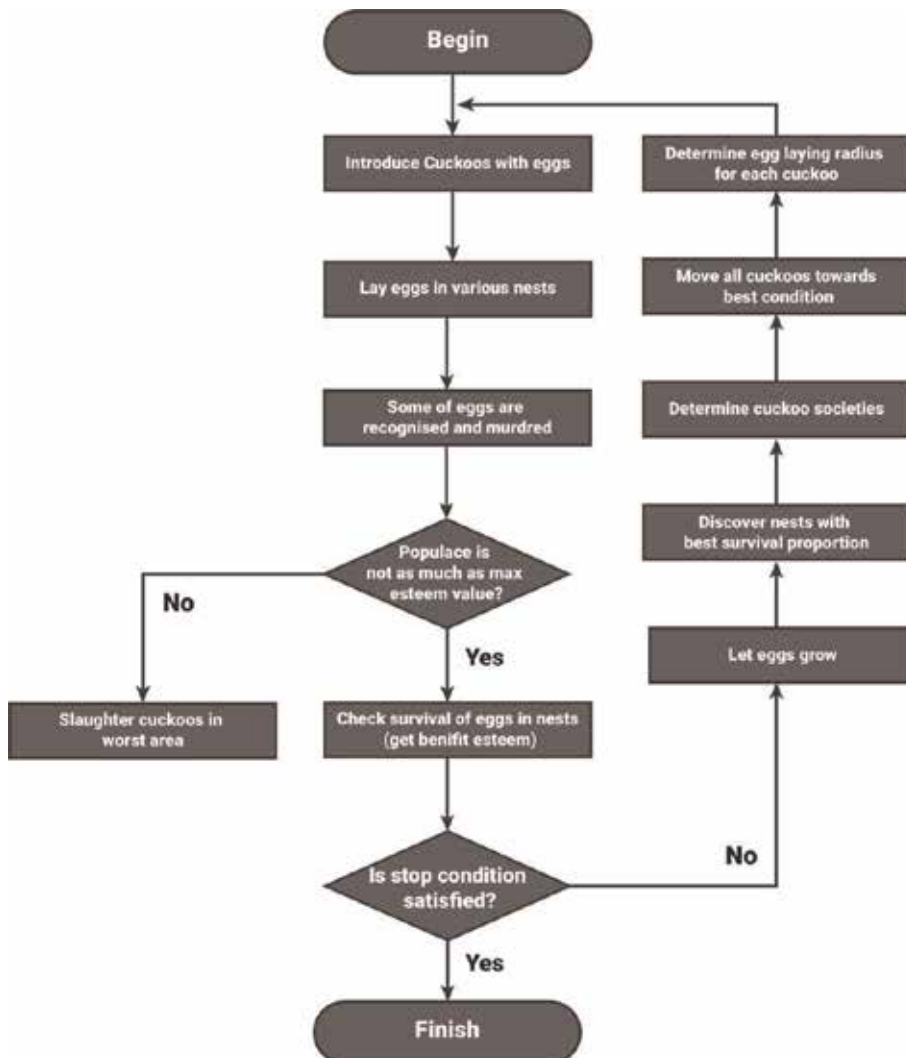 Begin
Introduce Cuckoos with eggs
Lay eggs in various nests
Some of eggs are
recognised and murdred
Populace is
not as much as max
esteem value?
No
Yes
Slaughter cuckoos in
worst area
Check survival of eggs in nests
(get benifit esteem)
Is stop condition
satisfied?
No
Yes
Finish
Let eggs grow
Discover nests with
best survival proportion
Determine cuckoo societies
Move all cuckoos towards
best condition
Determine egg laying radius
for each cuckoo